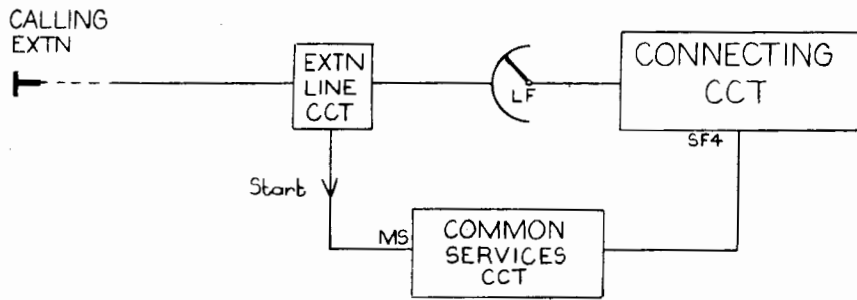 CALLING
EXTN
EXTN
LINE
CCT
LF
CONNECTING
CCT
SF4
Start
MS
COMMON
SERVICES
CCT